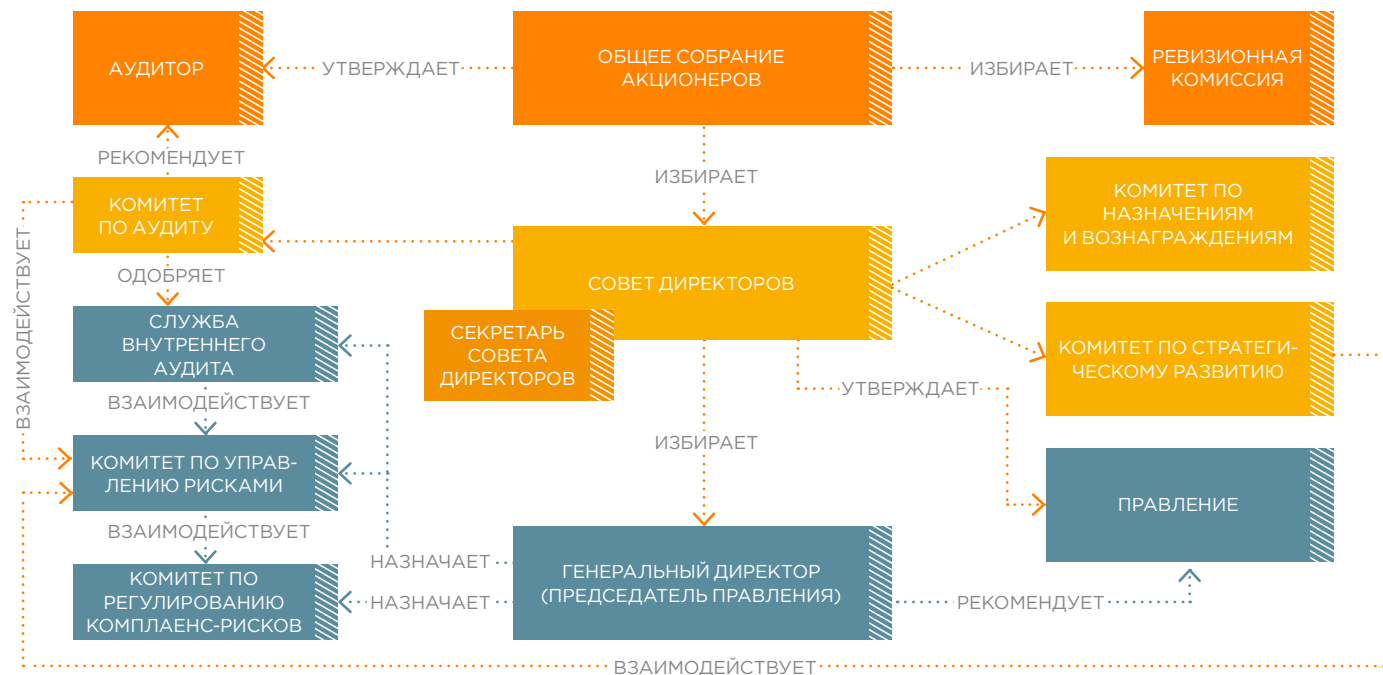 АУДИТОР
УТВЕРЖДАЕТ
ОБЩЕЕ СОБРАНИЕ
АКЦИОНЕРОВ
ИЗБИРАЕТ
РЕВИЗИОННАЯ
КОМИССИЯ
РЕКОМЕНДУЕТ
ИЗБИРАЕТ
КОМИТЕТ
ПО АУДИТУ
КОМИТЕТ ПО
НАЗНАЧЕНИЯМ
И ВОЗНАГРАЖДЕНИЯМ
ВЗАИМОДЕЙСТВУЕТ
ОДОБРЯЕТ
СОВЕТ ДИРЕКТОРОВ
СЕКРЕТАРЬ
СОВЕТА
ДИРЕКТОРОВ
СЛУЖБА
ВНУТРЕННЕГО
АУДИТА
КОМИТЕТ ПО СТРАТЕГИ-
ЧЕСКОМУ РАЗВИТИЮ
УТВЕРЖДАЕТ
ВЗАИМОДЕЙСТВУЕТ
ИЗБИРАЕТ
КОМИТЕТ ПО УПРАВ-
ЛЕНИЮ РИСКАМИ
ПРАВЛЕНИЕ
ВЗАИМОДЕЙСТВУЕТ
НАЗНАЧАЕТ
ГЕНЕРАЛЬНЫЙ ДИРЕКТОР
(ПРЕДСЕДАТЕЛЬ ПРАВЛЕНИЯ)
КОМИТЕТ ПО
РЕГУЛИРОВАНИЮ
КОМПЛАЕНС-РИСКОВ
НАЗНАЧАЕТ
РЕКОМЕНДУЕТ
ВЗАИМОДЕЙСТВУЕТ